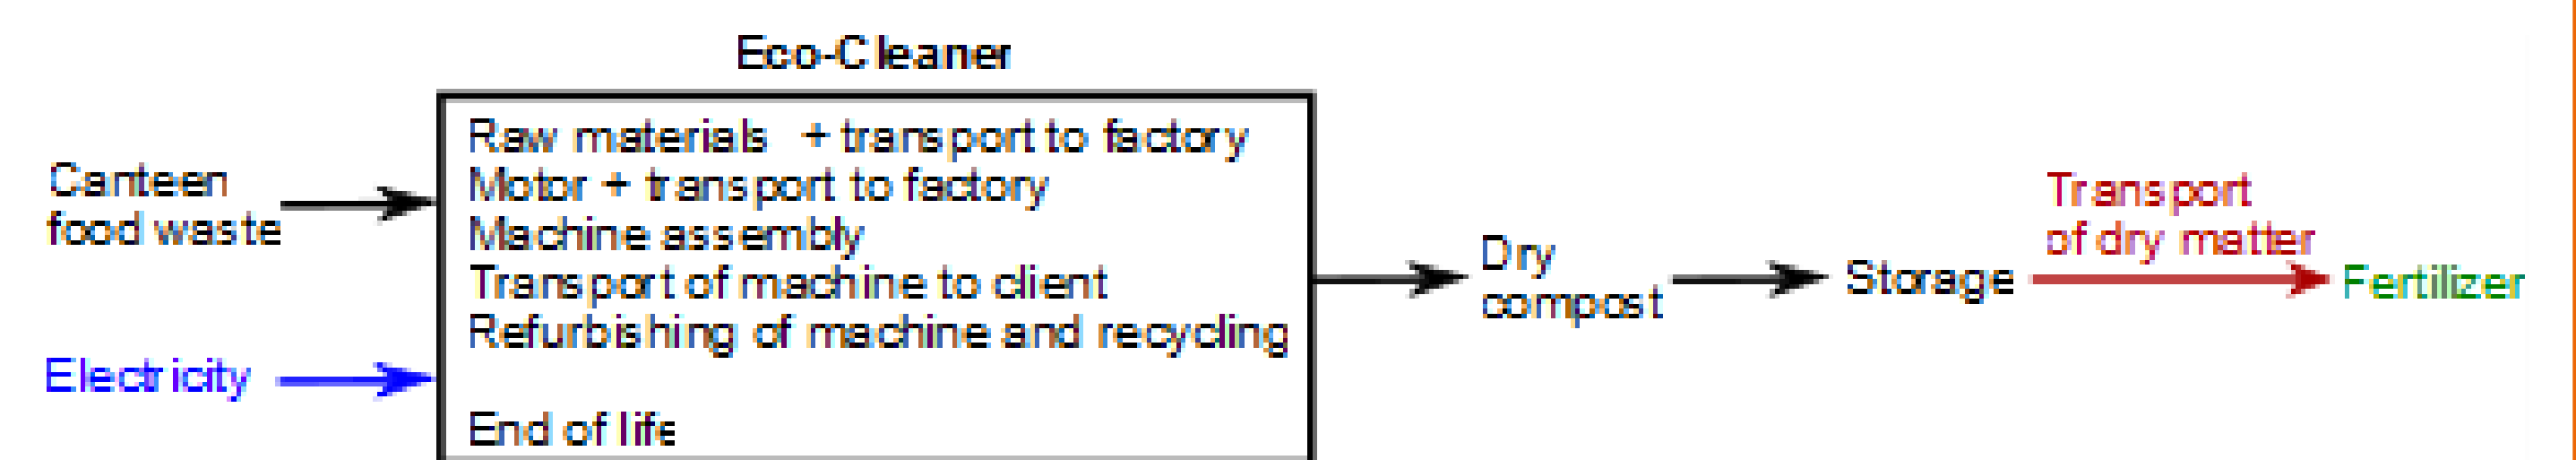 Eco-Cleaner
Canteen
food waste
Electricity
Raw materials + transport to factory
Motor + transport to factory
Machine assembly
Transport of machine to client
Refurbishing of machine and recycling
End of life
Dry
compost
Storage
Transport
of dry matter
Fertilizer